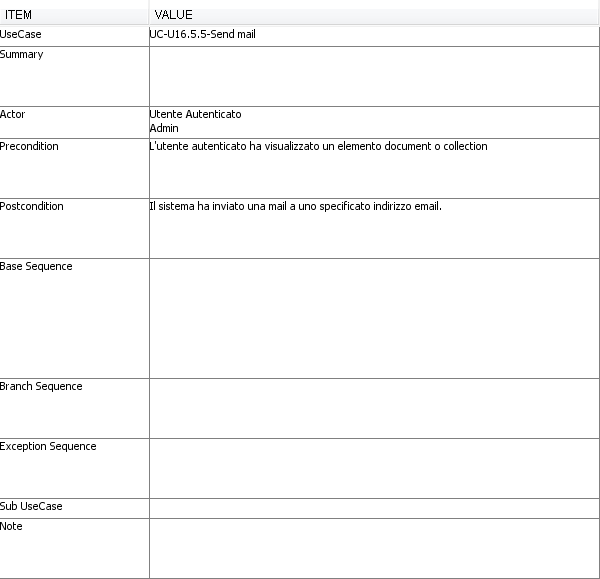 ITEM VALUE
UseCase UC-U16.5.5-Send mail
Summary
Actor Utente Autenticato
Admin
Precondition L'utente autenticato ha visualizzato un elemento document o collection
Postcondition Il sistema ha inviato una mail a uno specificato indirizzo email.
Base Sequence
Branch Sequence
Exception Sequence
Sub UseCase
Note